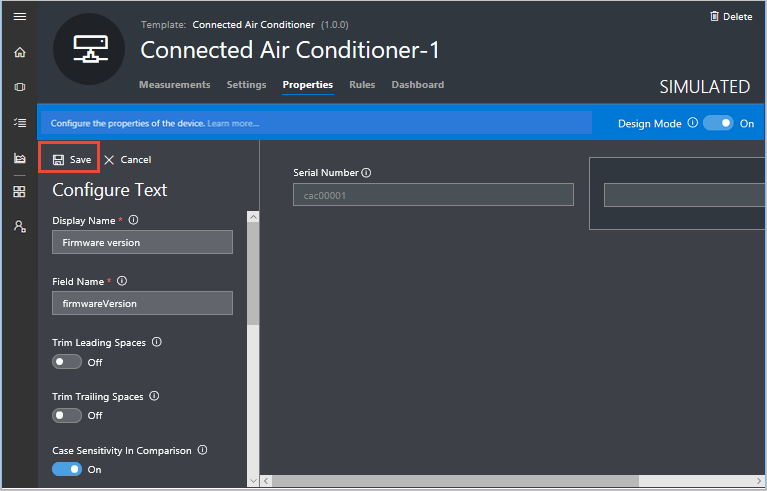 Template: Connected Air Conditioner (1.0.0)
Delete
Connected Air Conditioner-1
Measurements Settings Properties Rules Dashboard
SIMULATED
Configure the properties of the device. Learn more...
Design Mode On
Save Cancel
Configure Text
Display Name *
Firmware version
Field Name *
firmwareVersion
Trim Leading Spaces
Off
Trim Trailing Spaces
Off
Case Sensitivity In Comparison
On
Serial Number
cac00001